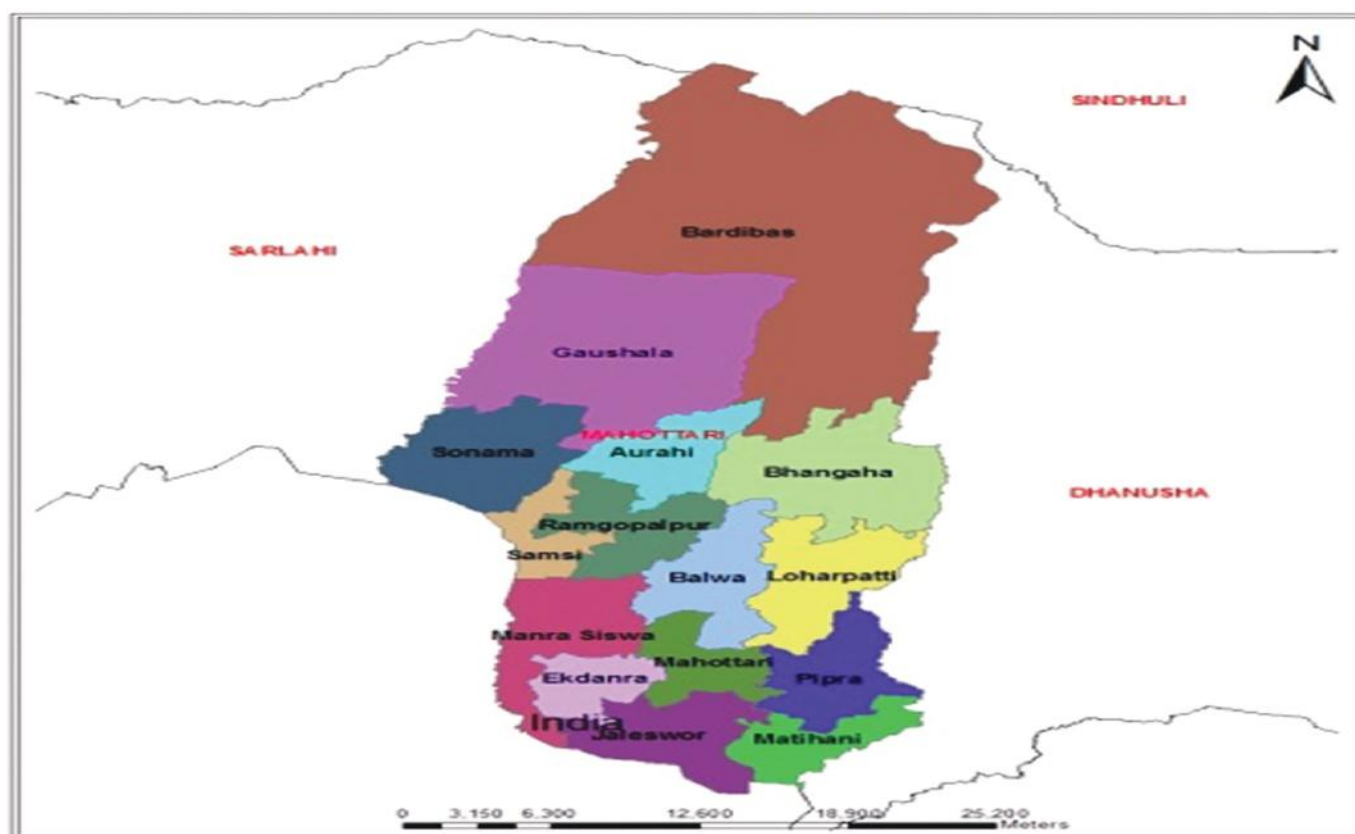 N
SINDHULI
Bardibas
SARLAHI
Gaushala
MAHOTTARI
Sonama
Aurahi
Bhangaha
DHANUSHA
Ramgopalpur
Samsi
Balwa
Loharpatti
Manra Siswa
Mahottari
Ekdanra
Pipra
India
Jaleswor
Matihani
0 3.150 6.300 12.600 18.900 25.200
Meters